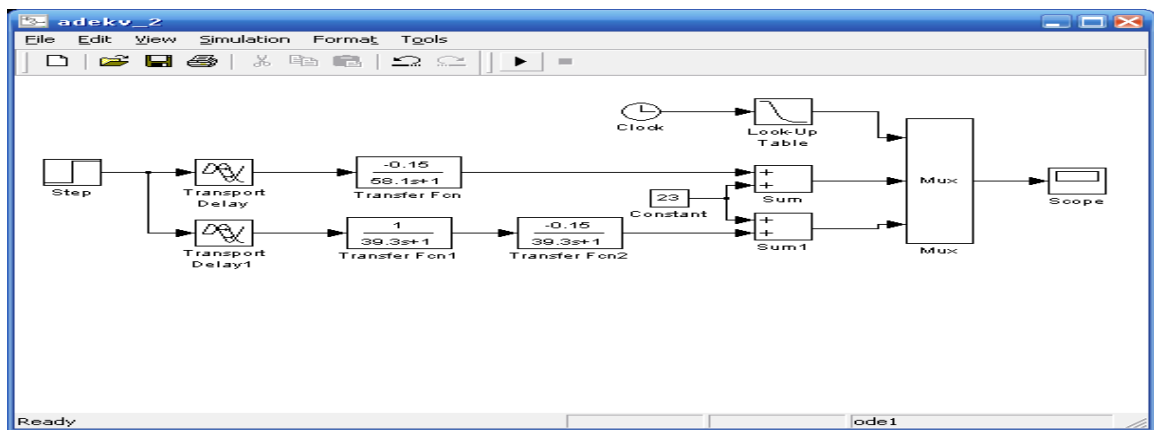 adekv_2
File Edit View Simulation Format Tools
Clock
Look-Up
Table
Step
Transport
Delay
-0.15
58.1s+1
Transfer Fcn
23
Constant
+
+
Sum
Mux
Mux
Scope
Transport
Delay1
1
39.3s+1
Transfer Fcn1
-0.15
39.3s+1
Transfer Fcn2
+
+
Sum1
Ready
ode1